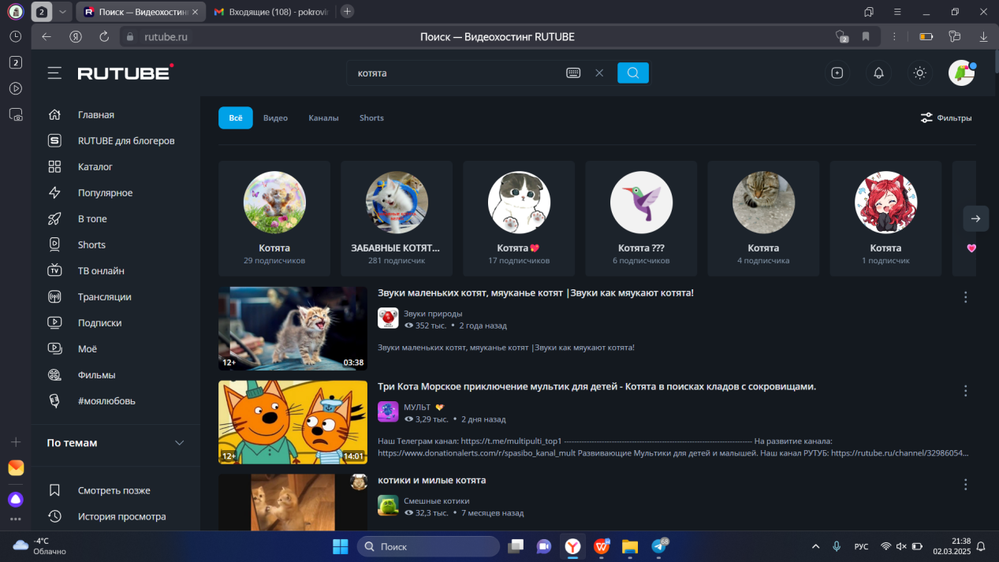 2
Поиск — Видеохостинг
Входящие (108) - pokrovl
rutube.ru
Поиск — Видеохостинг RUTUBE
2
2
RUTUBE
котята
Главная
RUTUBE для блогеров
Каталог
Популярное
В топе
Shorts
ТВ онлайн
Трансляции
Подписки
Моё
Фильмы
#моялюбовь
По темам
Смотреть позже
История просмотра
Всё
Видео
Каналы
Shorts
Фильтры
Котята
29 подписчиков
ЗАБАВНЫЕ КОТЯТ...
281 подписчик
Котята💖
17 подписчиков
Котята ???
6 подписчиков
Котята
4 подписчика
Котята
1 подписчик
12+
03:38
Звуки маленьких котят, мяуканье котят |Звуки как мяукают котята!
Звуки природы
352 тыс. • 2 года назад
Звуки маленьких котят, мяуканье котят |Звуки как мяукают котята!
12+
14:01
Три Кота Морское приключение мультик для детей - Котята в поисках кладов с сокровищами.
МУЛЬТ 🧡
3,29 тыс. • 2 дня назад
Наш Телеграм канал: https://t.me/multipulti_top1 -------------------------------------------------------------------------------- На развитие канала:
https://www.donationalerts.com/r/spasibo_kanal_mult Развивающие Мультики для детей и малышей. Наш канал РУТУБ: https://rutube.ru/channel/32986054...
котики и милые котята
Смешные котики
32,3 тыс. • 7 месяцев назад
-4°C
Облачно
Поиск
68
РУС
21:38
02.03.2025